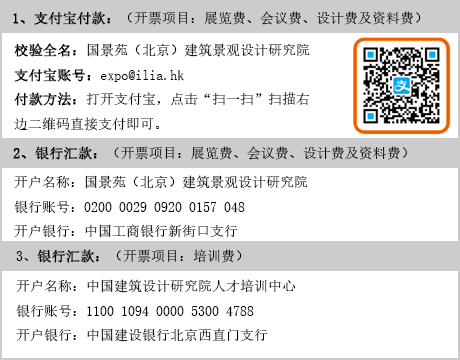 1、支付宝付款：（开票项目：展览费、会议费、设计费及资料费）
校验全名：国景苑（北京）建筑景观设计研究院
支付宝账号：expo@ilia.hk
付款方法：打开支付宝，点击“扫一扫”扫描右
边二维码直接支付即可。
支
2、银行汇款：（开票项目：展览费、会议费、设计费及资料费）
开户名称：国景苑（北京）建筑景观设计研究院
银行账号：0200 0029 0920 0157 048
开户银行：中国工商银行新街口支行
3、银行汇款：（开票项目：培训费）
开户名称：中国建筑设计研究院人才培训中心
银行账号：1100 1094 0000 5300 4788
开户银行：中国建设银行北京西直门支行